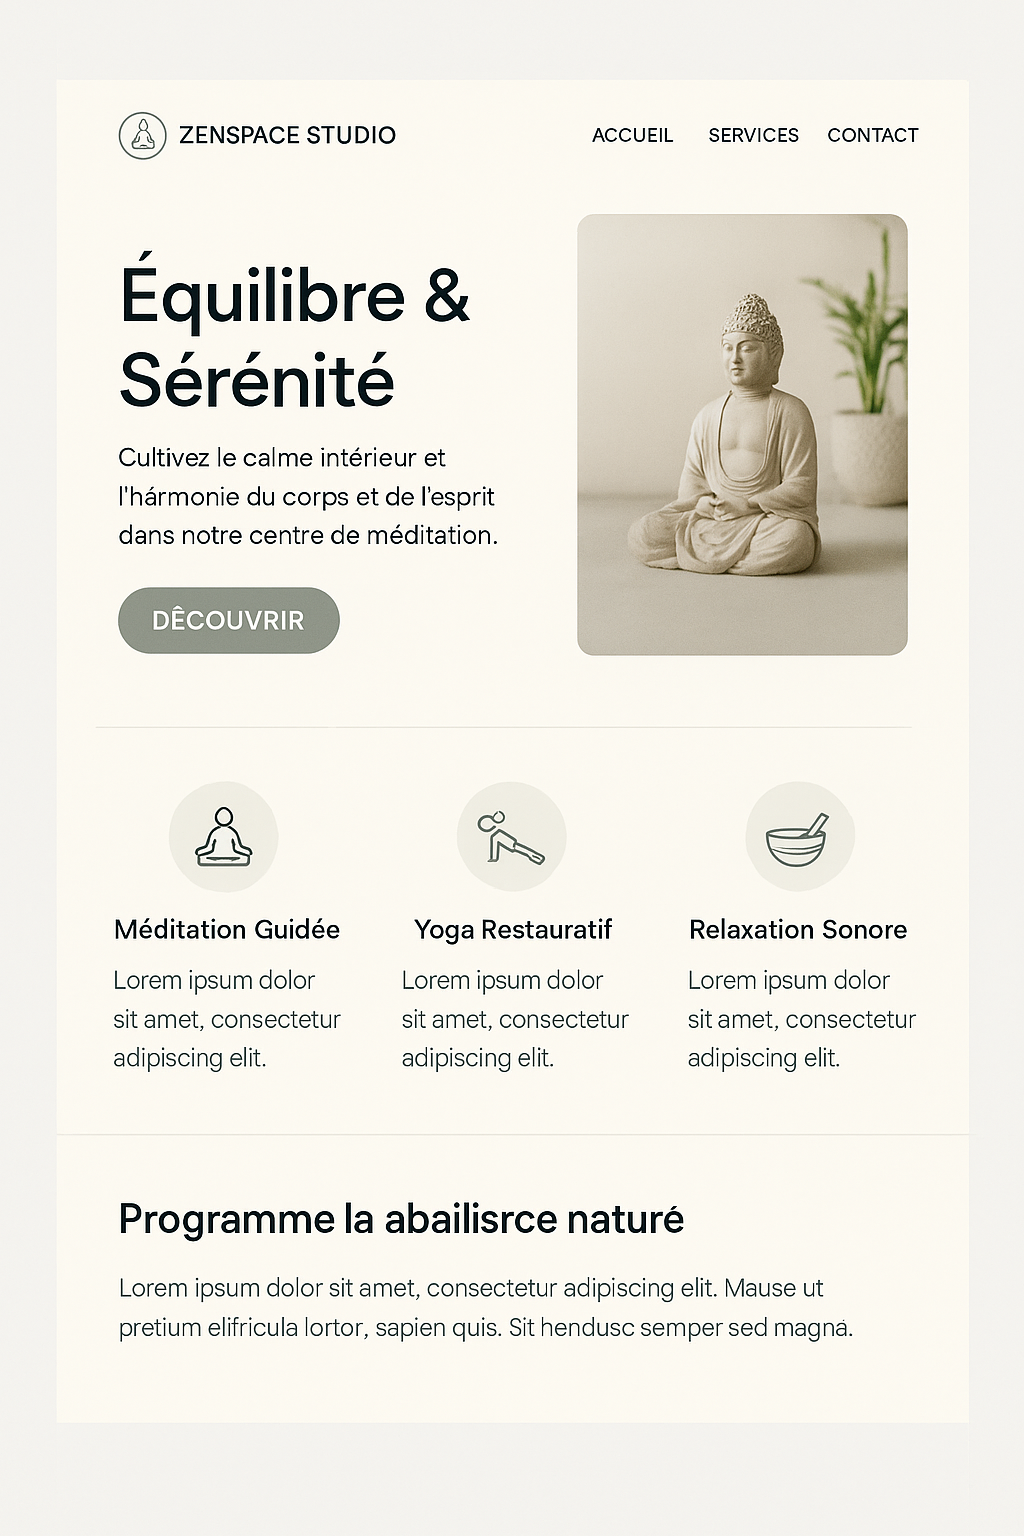 ZENSPACE STUDIO
ACCUEIL SERVICES CONTACT
Équilibre &
Sérénité
Cultivez le calme intérieur et
l'hármonie du corps et de l’esprit
dans notre centre de méditation.
DÊCOUVRIR
Méditation Guidée
Lorem ipsum dolor
sit amet, consectetur
adipiscing elit.
Yoga Restauratif
Lorem ipsum dolor
sit amet, consectetur
adipiscing elit.
Relaxation Sonore
Lorem ipsum dolor
sit amet, consectetur
adipiscing elit.
Programme la abailisrce naturé
Lorem ipsum dolor sit amet, consectetur adipiscing elit. Mause ut
pretium elifricula lortor, sapien quis. Sit hendusc semper sed magná.